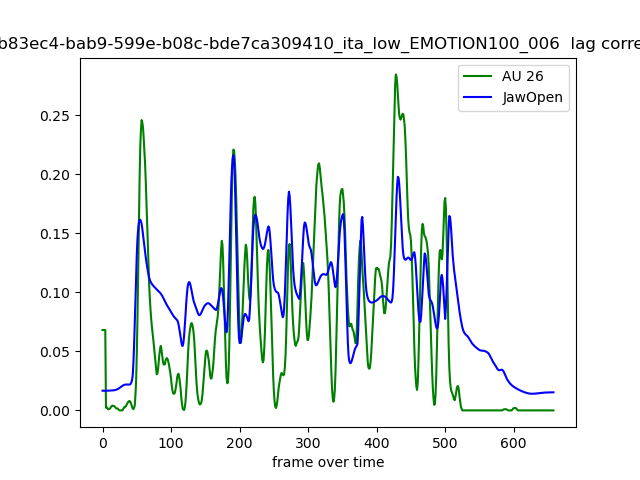 b83ec4-bab9-599e-b08c-bde7ca309410_ita_low_EMOTION100_006 lag corre
AU 26
JawOpen
0.25
0.20
0.15
0.10
0.05
0.00
0 100 200 300 400 500 600
frame over time